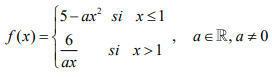 f(x) = { 5 − ax² si x ≤ 1
6/ax si x > 1 , a ∈ ℝ, a ≠ 0